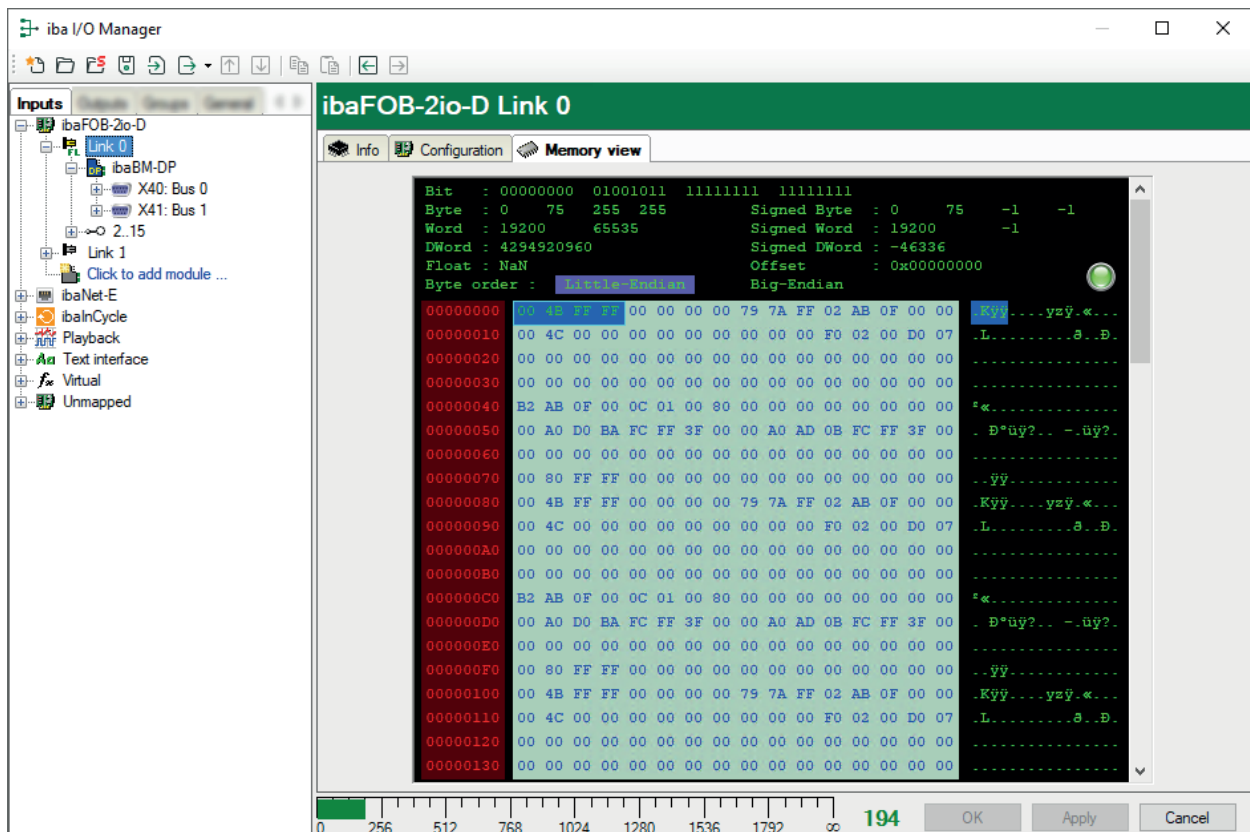 iba I/O Manager
Inputs Outputs Groups General
ibaFOB-2io-D
Link 0
ibaBM-DP
X40: Bus 0
X41: Bus 1
2..15
Link 1
Click to add module ...
ibaNet-E
ibaInCycle
Playback
Text interface
Virtual
Unmapped
ibaFOB-2io-D Link 0
Info Configuration Memory view
Bit : 00000000 01001011 11111111 11111111
Byte : 0 75 255 255 Signed Byte : 0 75 -1 -1
Word : 19200 65535 Signed Word : 19200 -1
DWord : 4294920960 Signed DWord : -46336
Float : NaN Offset : 0x00000000
Byte order : Little-Endian Big-Endian
00000000 00 4B FF FF 00 00 00 00 79 7A FF 02 AB 0F 00 00 .Kÿÿ....yzÿ.«...
00000010 00 4C 00 00 00 00 00 00 00 00 00 F0 02 00 D0 07 .L.........ð..Ð.
00000020 00 00 00 00 00 00 00 00 00 00 00 00 00 00 00 00 ................
00000030 00 00 00 00 00 00 00 00 00 00 00 00 00 00 00 00 ................
00000040 B2 AB 0F 00 0C 01 00 80 00 00 00 00 00 00 00 00 ²«..............
00000050 00 A0 D0 BA FC FF 3F 00 00 A0 AD 0B FC FF 3F 00 . Ðºüÿ?.. -.üÿ?.
00000060 00 00 00 00 00 00 00 00 00 00 00 00 00 00 00 00 ................
00000070 00 80 FF FF 00 00 00 00 00 00 00 00 00 00 00 00 ..ÿÿ............
00000080 00 4B FF FF 00 00 00 00 79 7A FF 02 AB 0F 00 00 .Kÿÿ....yzÿ.«...
00000090 00 4C 00 00 00 00 00 00 00 00 00 F0 02 00 D0 07 .L.........ð..Ð.
000000A0 00 00 00 00 00 00 00 00 00 00 00 00 00 00 00 00 ................
000000B0 00 00 00 00 00 00 00 00 00 00 00 00 00 00 00 00 ................
000000C0 B2 AB 0F 00 0C 01 00 80 00 00 00 00 00 00 00 00 ²«..............
000000D0 00 A0 D0 BA FC FF 3F 00 00 A0 AD 0B FC FF 3F 00 . Ðºüÿ?.. -.üÿ?.
000000E0 00 00 00 00 00 00 00 00 00 00 00 00 00 00 00 00 ................
000000F0 00 80 FF FF 00 00 00 00 00 00 00 00 00 00 00 00 ..ÿÿ............
00000100 00 4B FF FF 00 00 00 00 79 7A FF 02 AB 0F 00 00 .Kÿÿ....yzÿ.«...
00000110 00 4C 00 00 00 00 00 00 00 00 00 F0 02 00 D0 07 .L.........ð..Ð.
00000120 00 00 00 00 00 00 00 00 00 00 00 00 00 00 00 00 ................
00000130 00 00 00 00 00 00 00 00 00 00 00 00 00 00 00 00 ................
0 256 512 768 1024 1280 1536 1792 ∞ 194 OK Apply Cancel